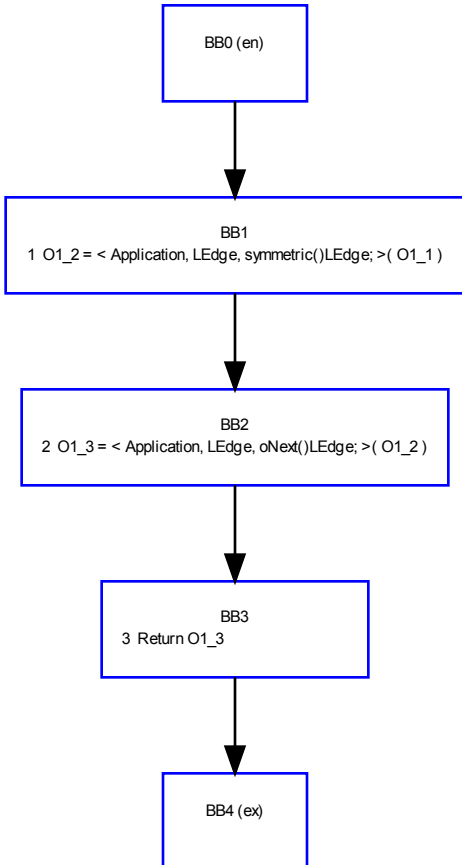 BB0 (en)
BB1
1 O1_2 = < Application, LEdge, symmetric()LEdge; >( O1_1 )
BB2
2 O1_3 = < Application, LEdge, oNext()LEdge; >( O1_2 )
BB3
3 Return O1_3
BB4 (ex)